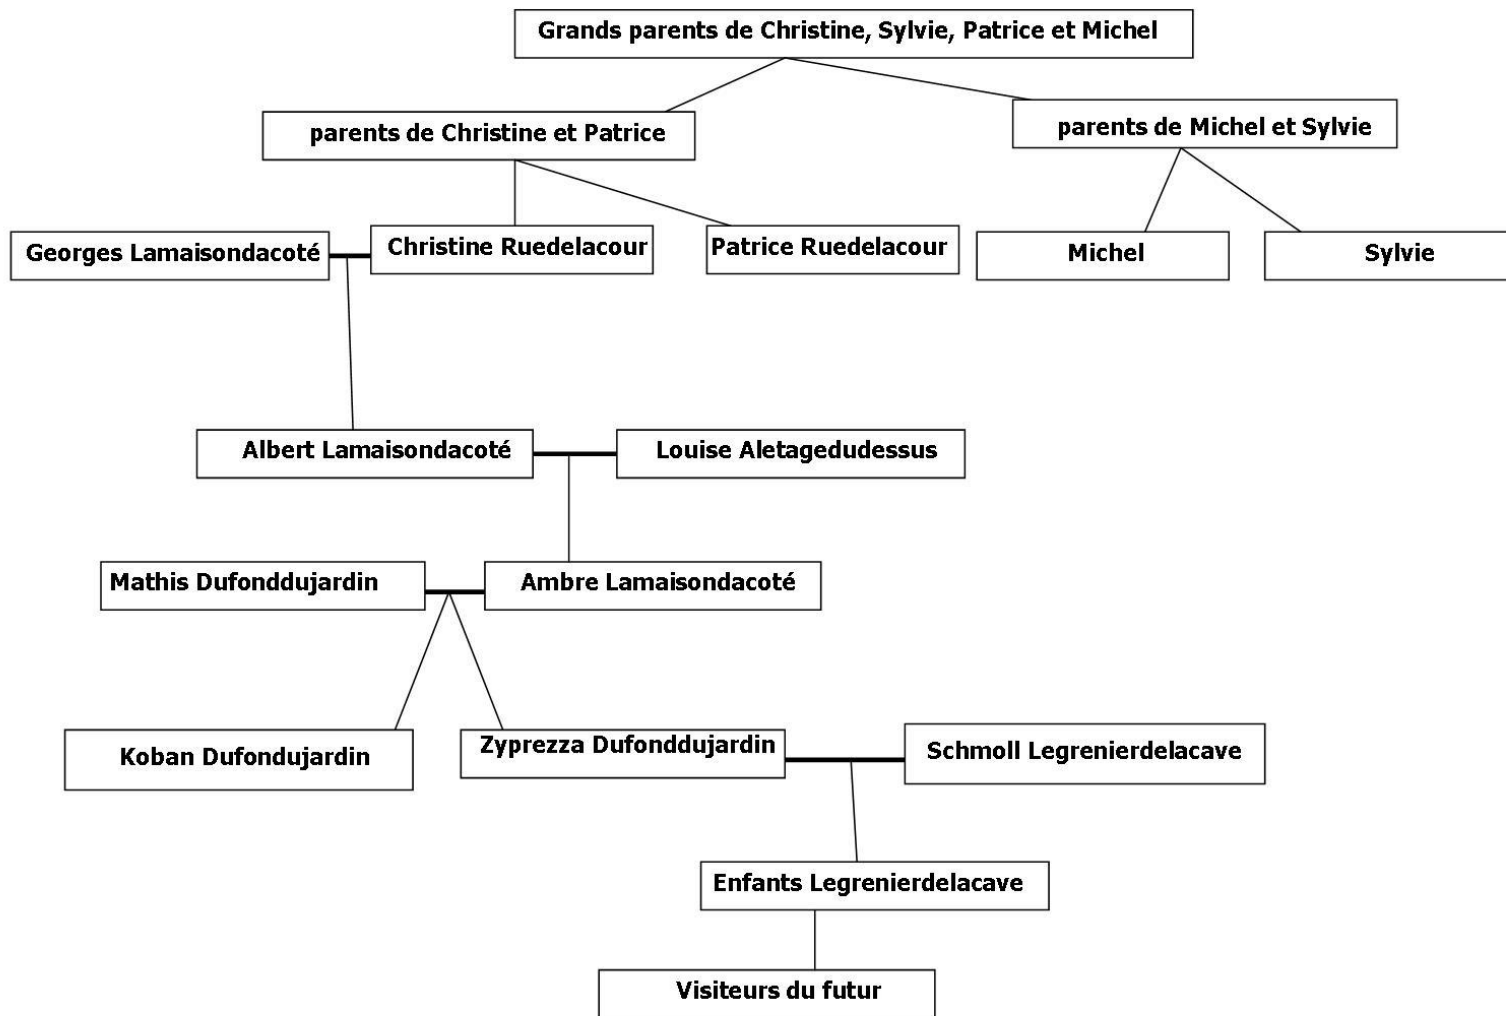 Grands parents de Christine, Sylvie, Patrice et Michel
parents de Christine et Patrice
parents de Michel et Sylvie
Georges Lamaisondacoté
Christine Ruedelacour
Patrice Ruedelacour
Michel
Sylvie
Albert Lamaisondacoté
Louise Aletagedudessus
Mathis Dufonddujardin
Ambre Lamaisondacoté
Koban Dufondujardin
Zyprezza Dufonddujardin
Schmoll Legrenierdelacave
Enfants Legrenierdelacave
Visiteurs du futur